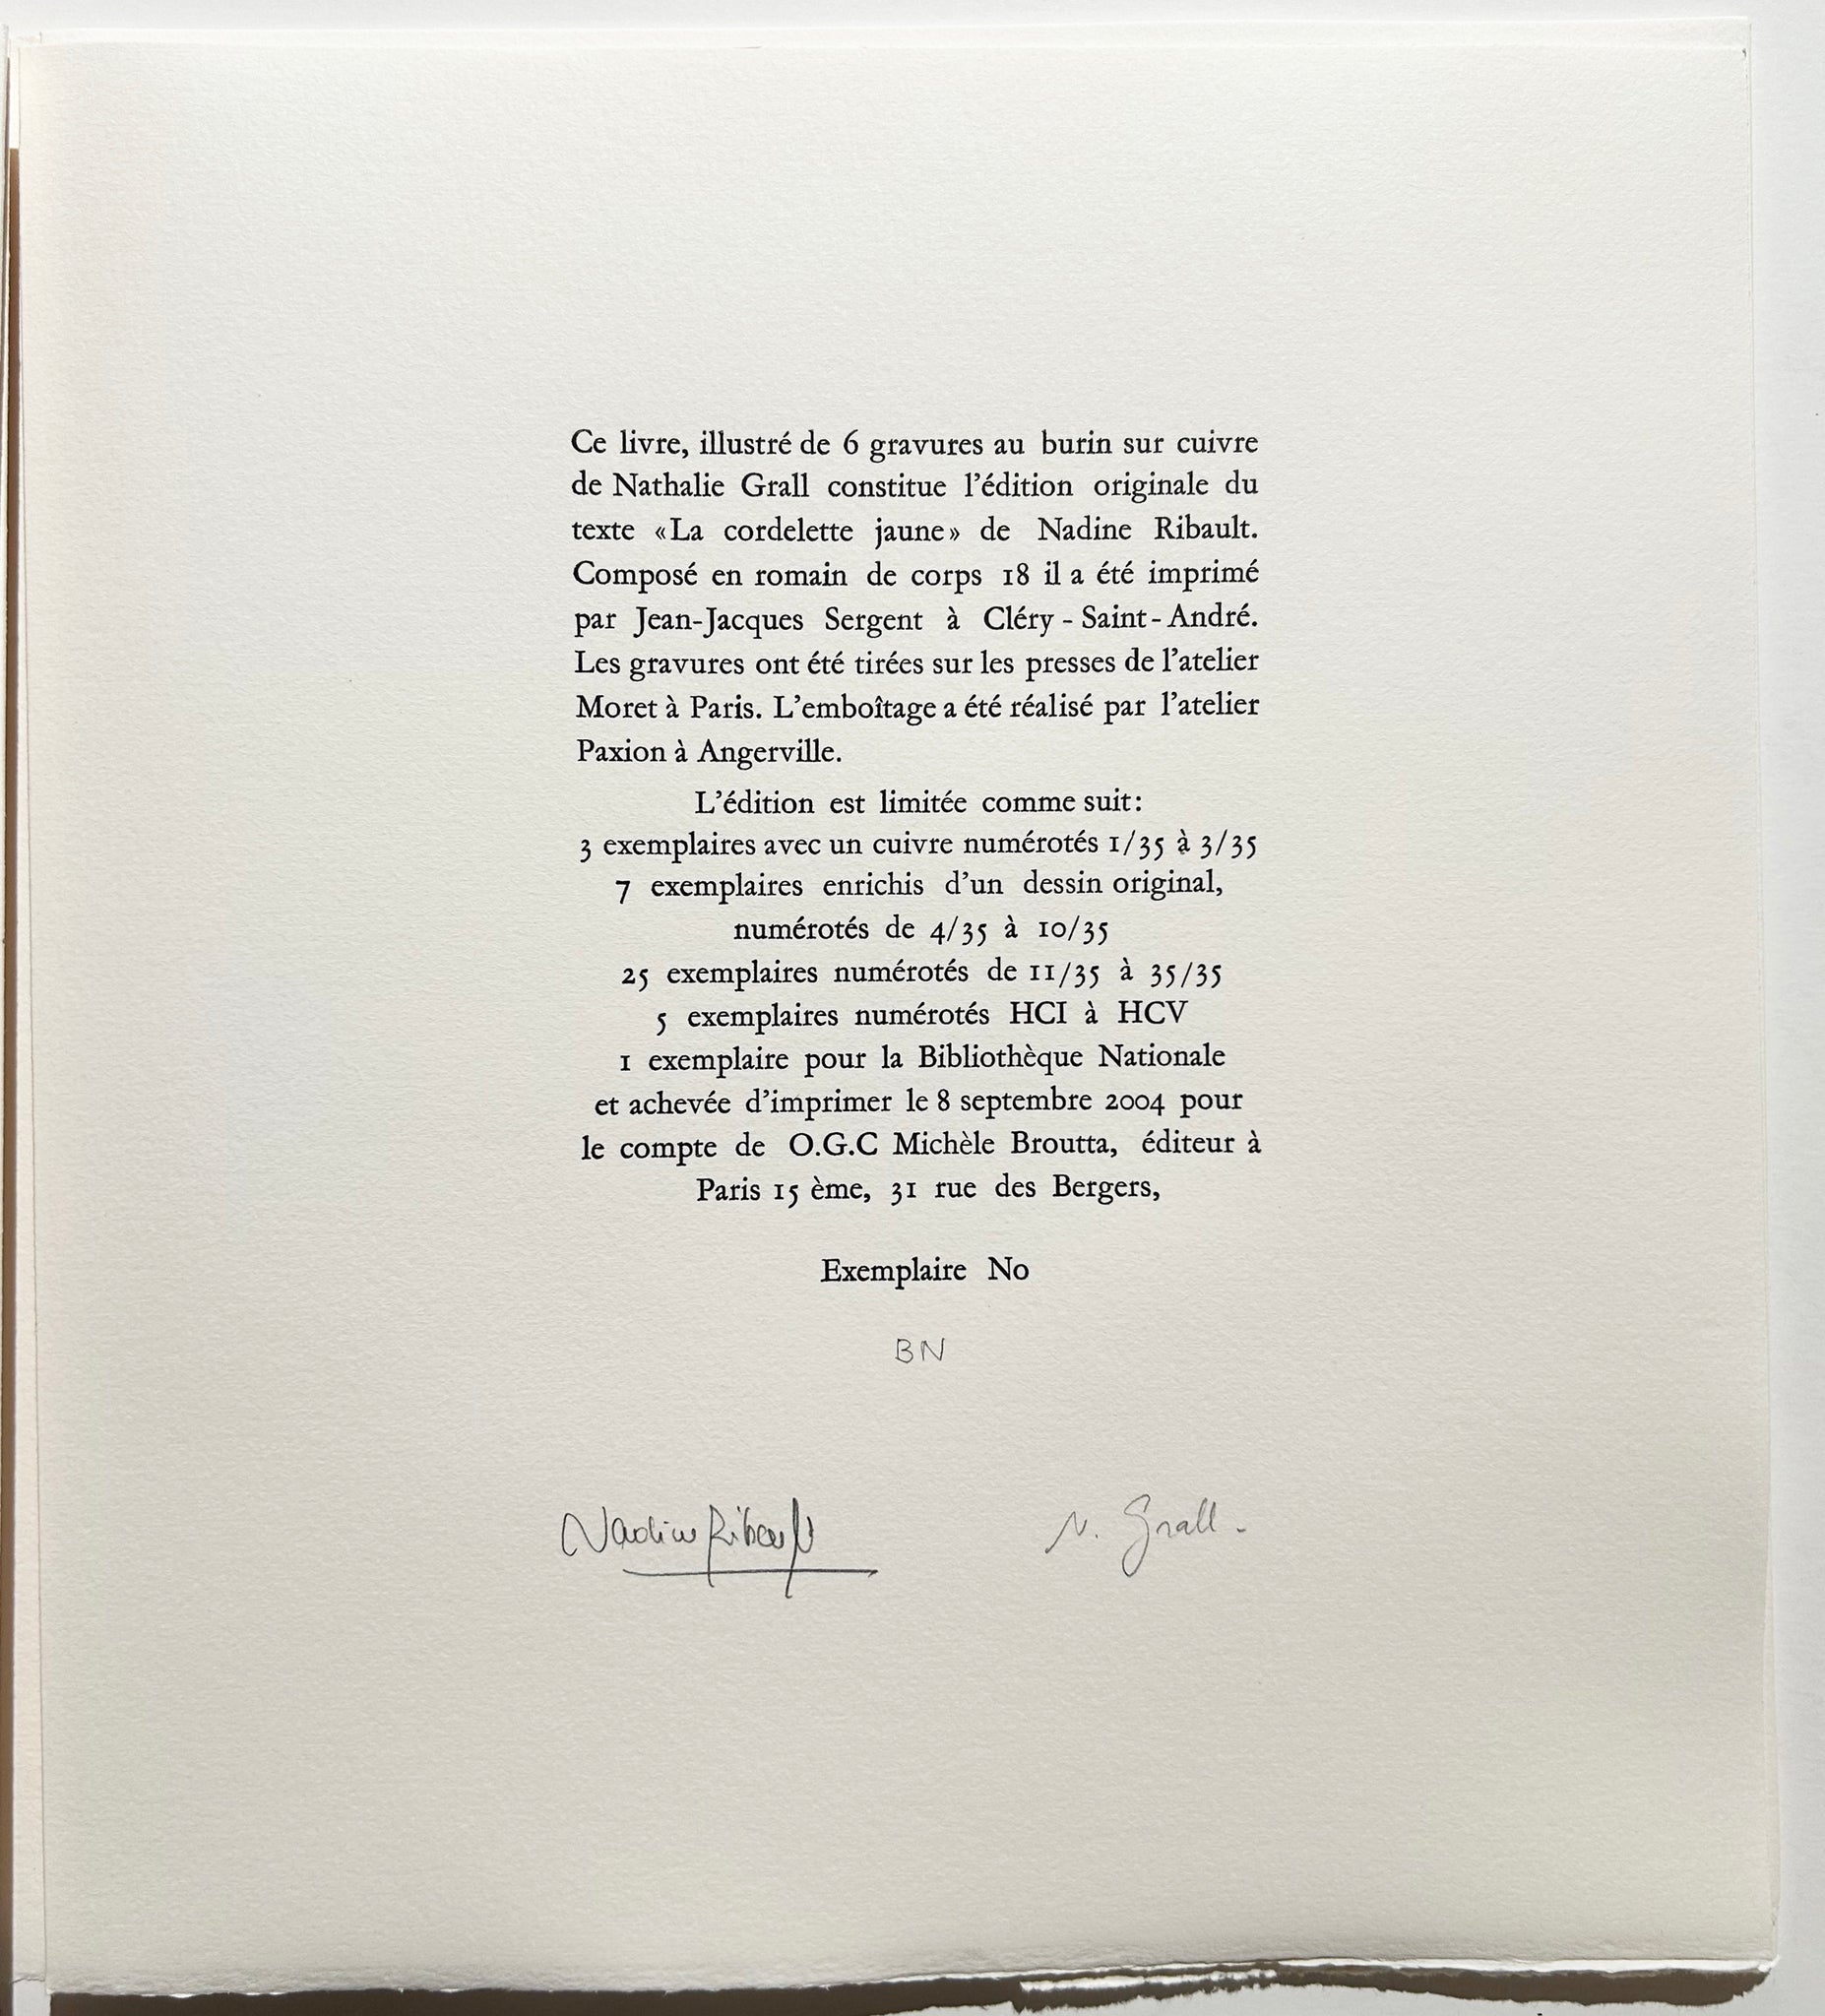 Ce livre, illustré de 6 gravures au burin sur cuivre
de Nathalie Grall constitue l'édition originale du
texte «La cordelette jaune» de Nadine Ribault.
Composé en romain de corps 18 il a été imprimé
par Jean-Jacques Sergent à Cléry - Saint - André.
Les gravures ont été tirées sur les presses de l'atelier
Moret à Paris. L'emboîtage a été réalisé par l'atelier
Paxion à Angerville.
L'édition est limitée comme suit:
3 exemplaires avec un cuivre numérotés 1/35 à 3/35
7 exemplaires enrichis d'un dessin original,
numérotés de 4/35 à 10/35
25 exemplaires numérotés de 11/35 à 35/35
5 exemplaires numérotés HCI à HCV
1 exemplaire pour la Bibliothèque Nationale
et achevée d'imprimer le 8 septembre 2004 pour
le compte de O.G.C Michèle Broutta, éditeur à
Paris 15 ème, 31 rue des Bergers,
Exemplaire No
BN
Nadine Ribault N. Grall.